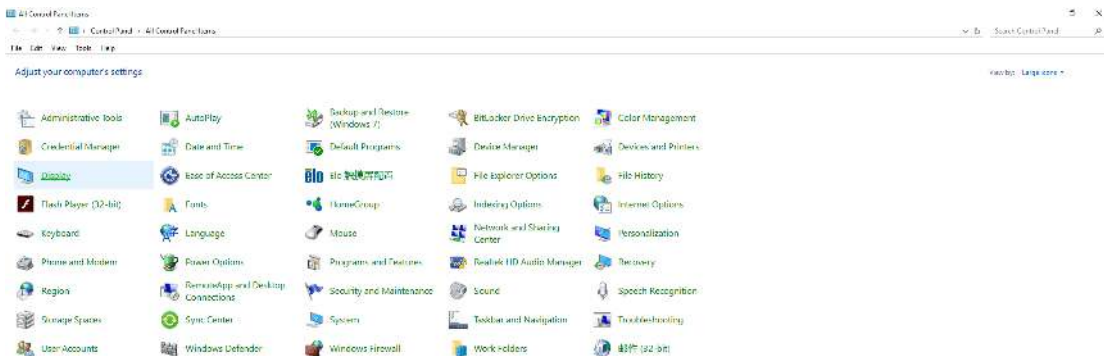 All Control Panel Items
Control Panel › All Control Panel Items
Search Control Panel
File Edit View Tools Help
Adjust your computer's settings
View by: Large icons
Administrative Tools
AutoPlay
Backup and Restore
(Windows 7)
BitLocker Drive Encryption
Color Management
Credential Manager
Date and Time
Default Programs
Device Manager
Devices and Printers
Display
Ease of Access Center
elo
Elo
File Explorer Options
File History
Flash Player (32-bit)
Fonts
HomeGroup
Indexing Options
Internet Options
Keyboard
Language
Mouse
Network and Sharing
Center
Personalization
Phone and Modem
Power Options
Programs and Features
Realtek HD Audio Manager
Recovery
Region
RemoteApp and Desktop
Connections
Security and Maintenance
Sound
Speech Recognition
Storage Spaces
Sync Center
System
Taskbar and Navigation
Troubleshooting
User Accounts
Windows Defender
Windows Firewall
Work Folders
邮件 (32-bit)